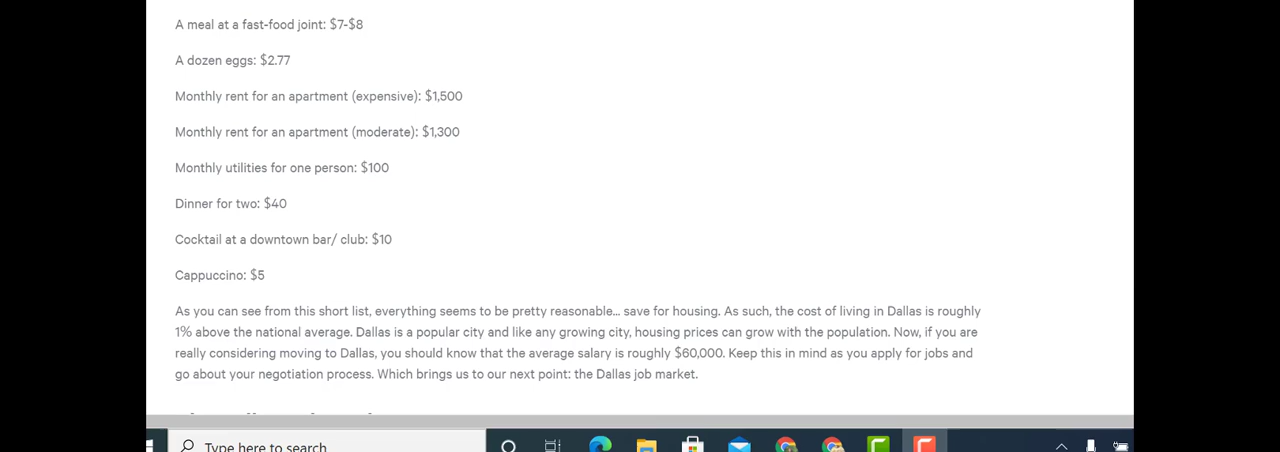 A meal at a fast-food joint: $7-$8
A dozen eggs: $2.77
Monthly rent for an apartment (expensive): $1,500
Monthly rent for an apartment (moderate): $1,300
Monthly utilities for one person: $100
Dinner for two: $40
Cocktail at a downtown bar/ club: $10
Cappuccino: $5
As you can see from this short list, everything seems to be pretty reasonable... save for housing. As such, the cost of living in Dallas is roughly
1% above the national average. Dallas is a popular city and like any growing city, housing prices can grow with the population. Now, if you are
really considering moving to Dallas, you should know that the average salary is roughly $60,000. Keep this in mind as you apply for jobs and
go about your negotiation process. Which brings us to our next point: the Dallas job market.
Type here to search